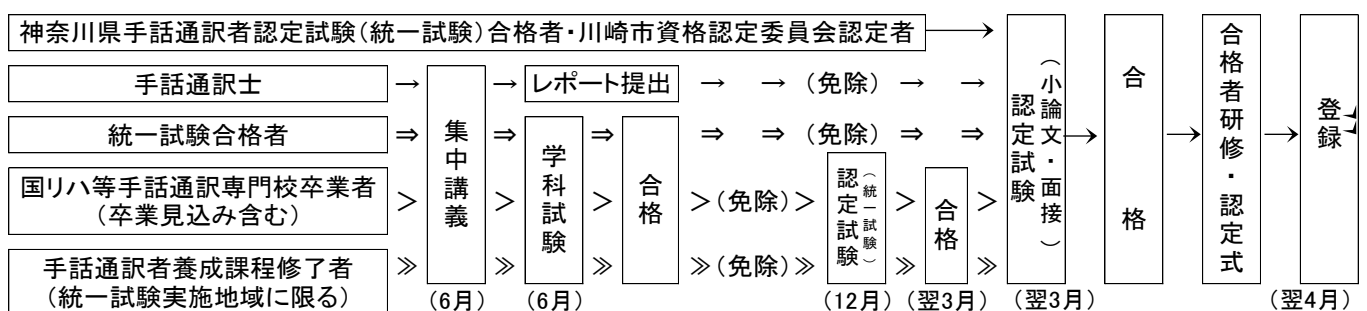 神奈川県手話通訳者認定試験(統一試験)合格者・川崎市資格認定委員会認定者 →
手話通訳士 → → レポート提出 → → (免除) → →
統一試験合格者 ⇒ ⇒ ⇒ ⇒ ⇒ (免除) ⇒ ⇒
国リハ等手話通訳専門校卒業者
(卒業見込み含む)
> > > >(免除)> > >
手話通訳者養成課程修了者
(統一試験実施地域に限る)
≫ ≫ ≫ ≫(免除)≫ ≫ ≫
集中講義
(6月)
学科試験
(6月)
合格
認定試験
(統一試験)
(12月)
合格
(翌3月)
認定試験
(小論文・面接)
(翌3月)
→
合格
→
合格者研修・認定式
→
登録
(翌4月)